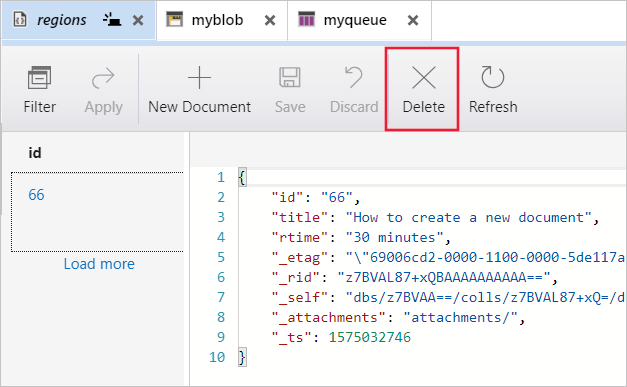 regions myblob myqueue
Filter Apply New Document Save Discard Delete Refresh
id
66
Load more
1 {
2 "id": "66",
3 "title": "How to create a new document",
4 "rtime": "30 minutes",
5 "_etag": "\"69006cd2-0000-1100-0000-5de117a
6 "_rid": "z7BVAL87+xQBAAAAAAAAAA==",
7 "_self": "dbs/z7BVAA==/colls/z7BVAL87+xQ=/d
8 "_attachments": "attachments/",
9 "_ts": 1575032746
10 }